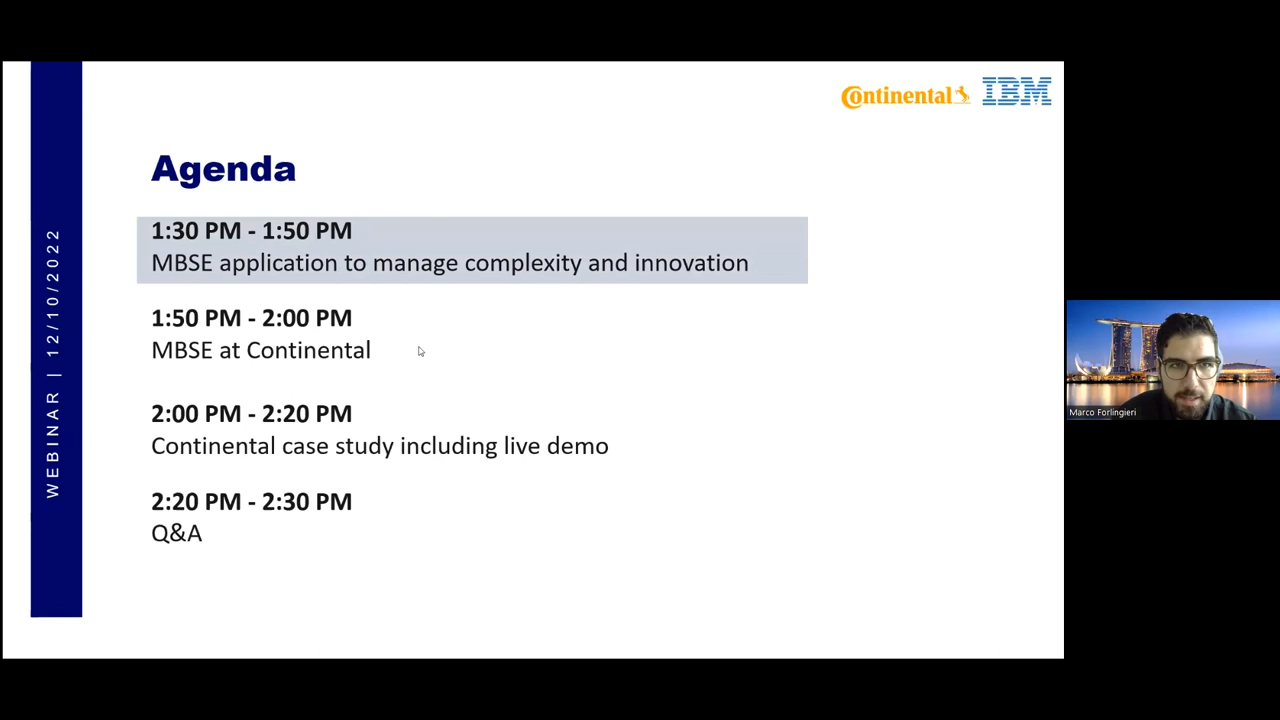 Continental IBM
Agenda
1:30 PM - 1:50 PM
MBSE application to manage complexity and innovation
1:50 PM - 2:00 PM
MBSE at Continental
2:00 PM - 2:20 PM
Continental case study including live demo
2:20 PM - 2:30 PM
Q&A
WEBINAR | 12/10/2022
Marco Forlingieri